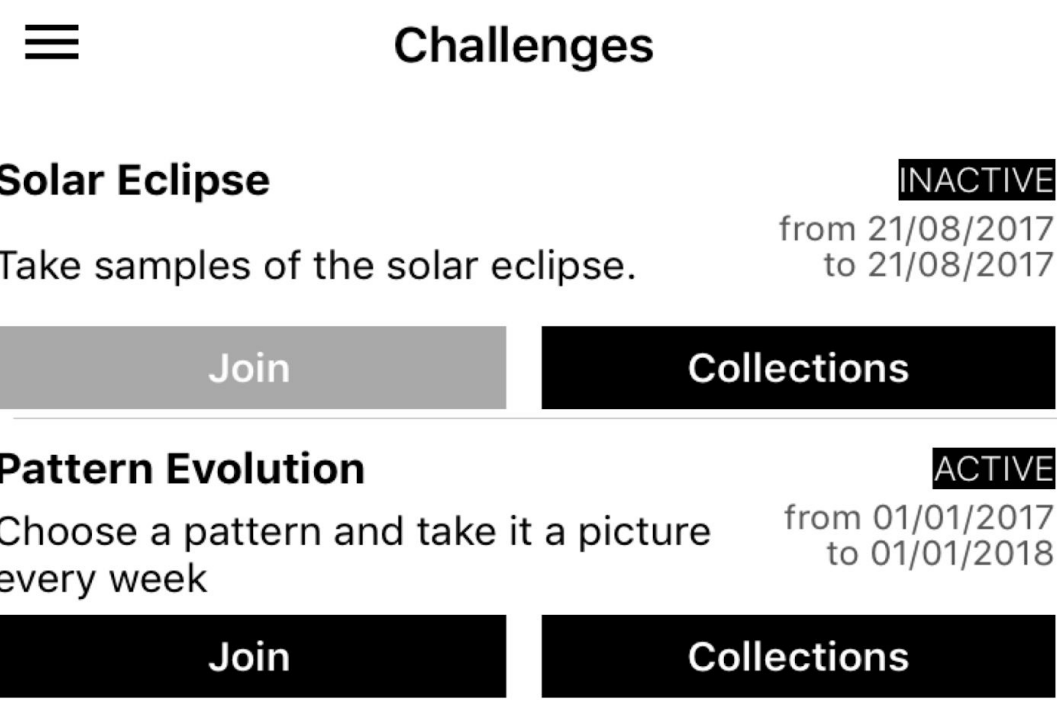 Challenges
Solar Eclipse
INACTIVE
Take samples of the solar eclipse.
from 21/08/2017
to 21/08/2017
Join
Collections
Pattern Evolution
ACTIVE
Choose a pattern and take it a picture
every week
from 01/01/2017
to 01/01/2018
Join
Collections